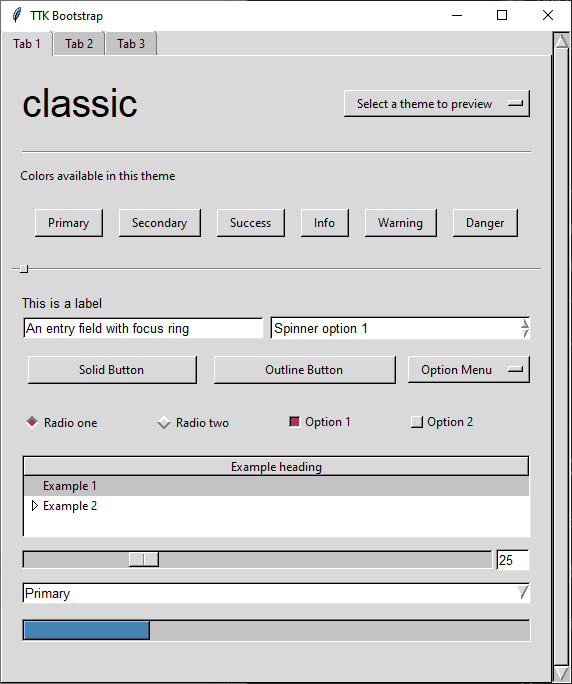 TTK Bootstrap
Tab 1 Tab 2 Tab 3
classic
Select a theme to preview
Colors available in this theme
Primary Secondary Success Info Warning Danger
This is a label
An entry field with focus ring Spinner option 1
Solid Button Outline Button Option Menu
Radio one Radio two Option 1 Option 2
Example heading
Example 1
Example 2
25
Primary